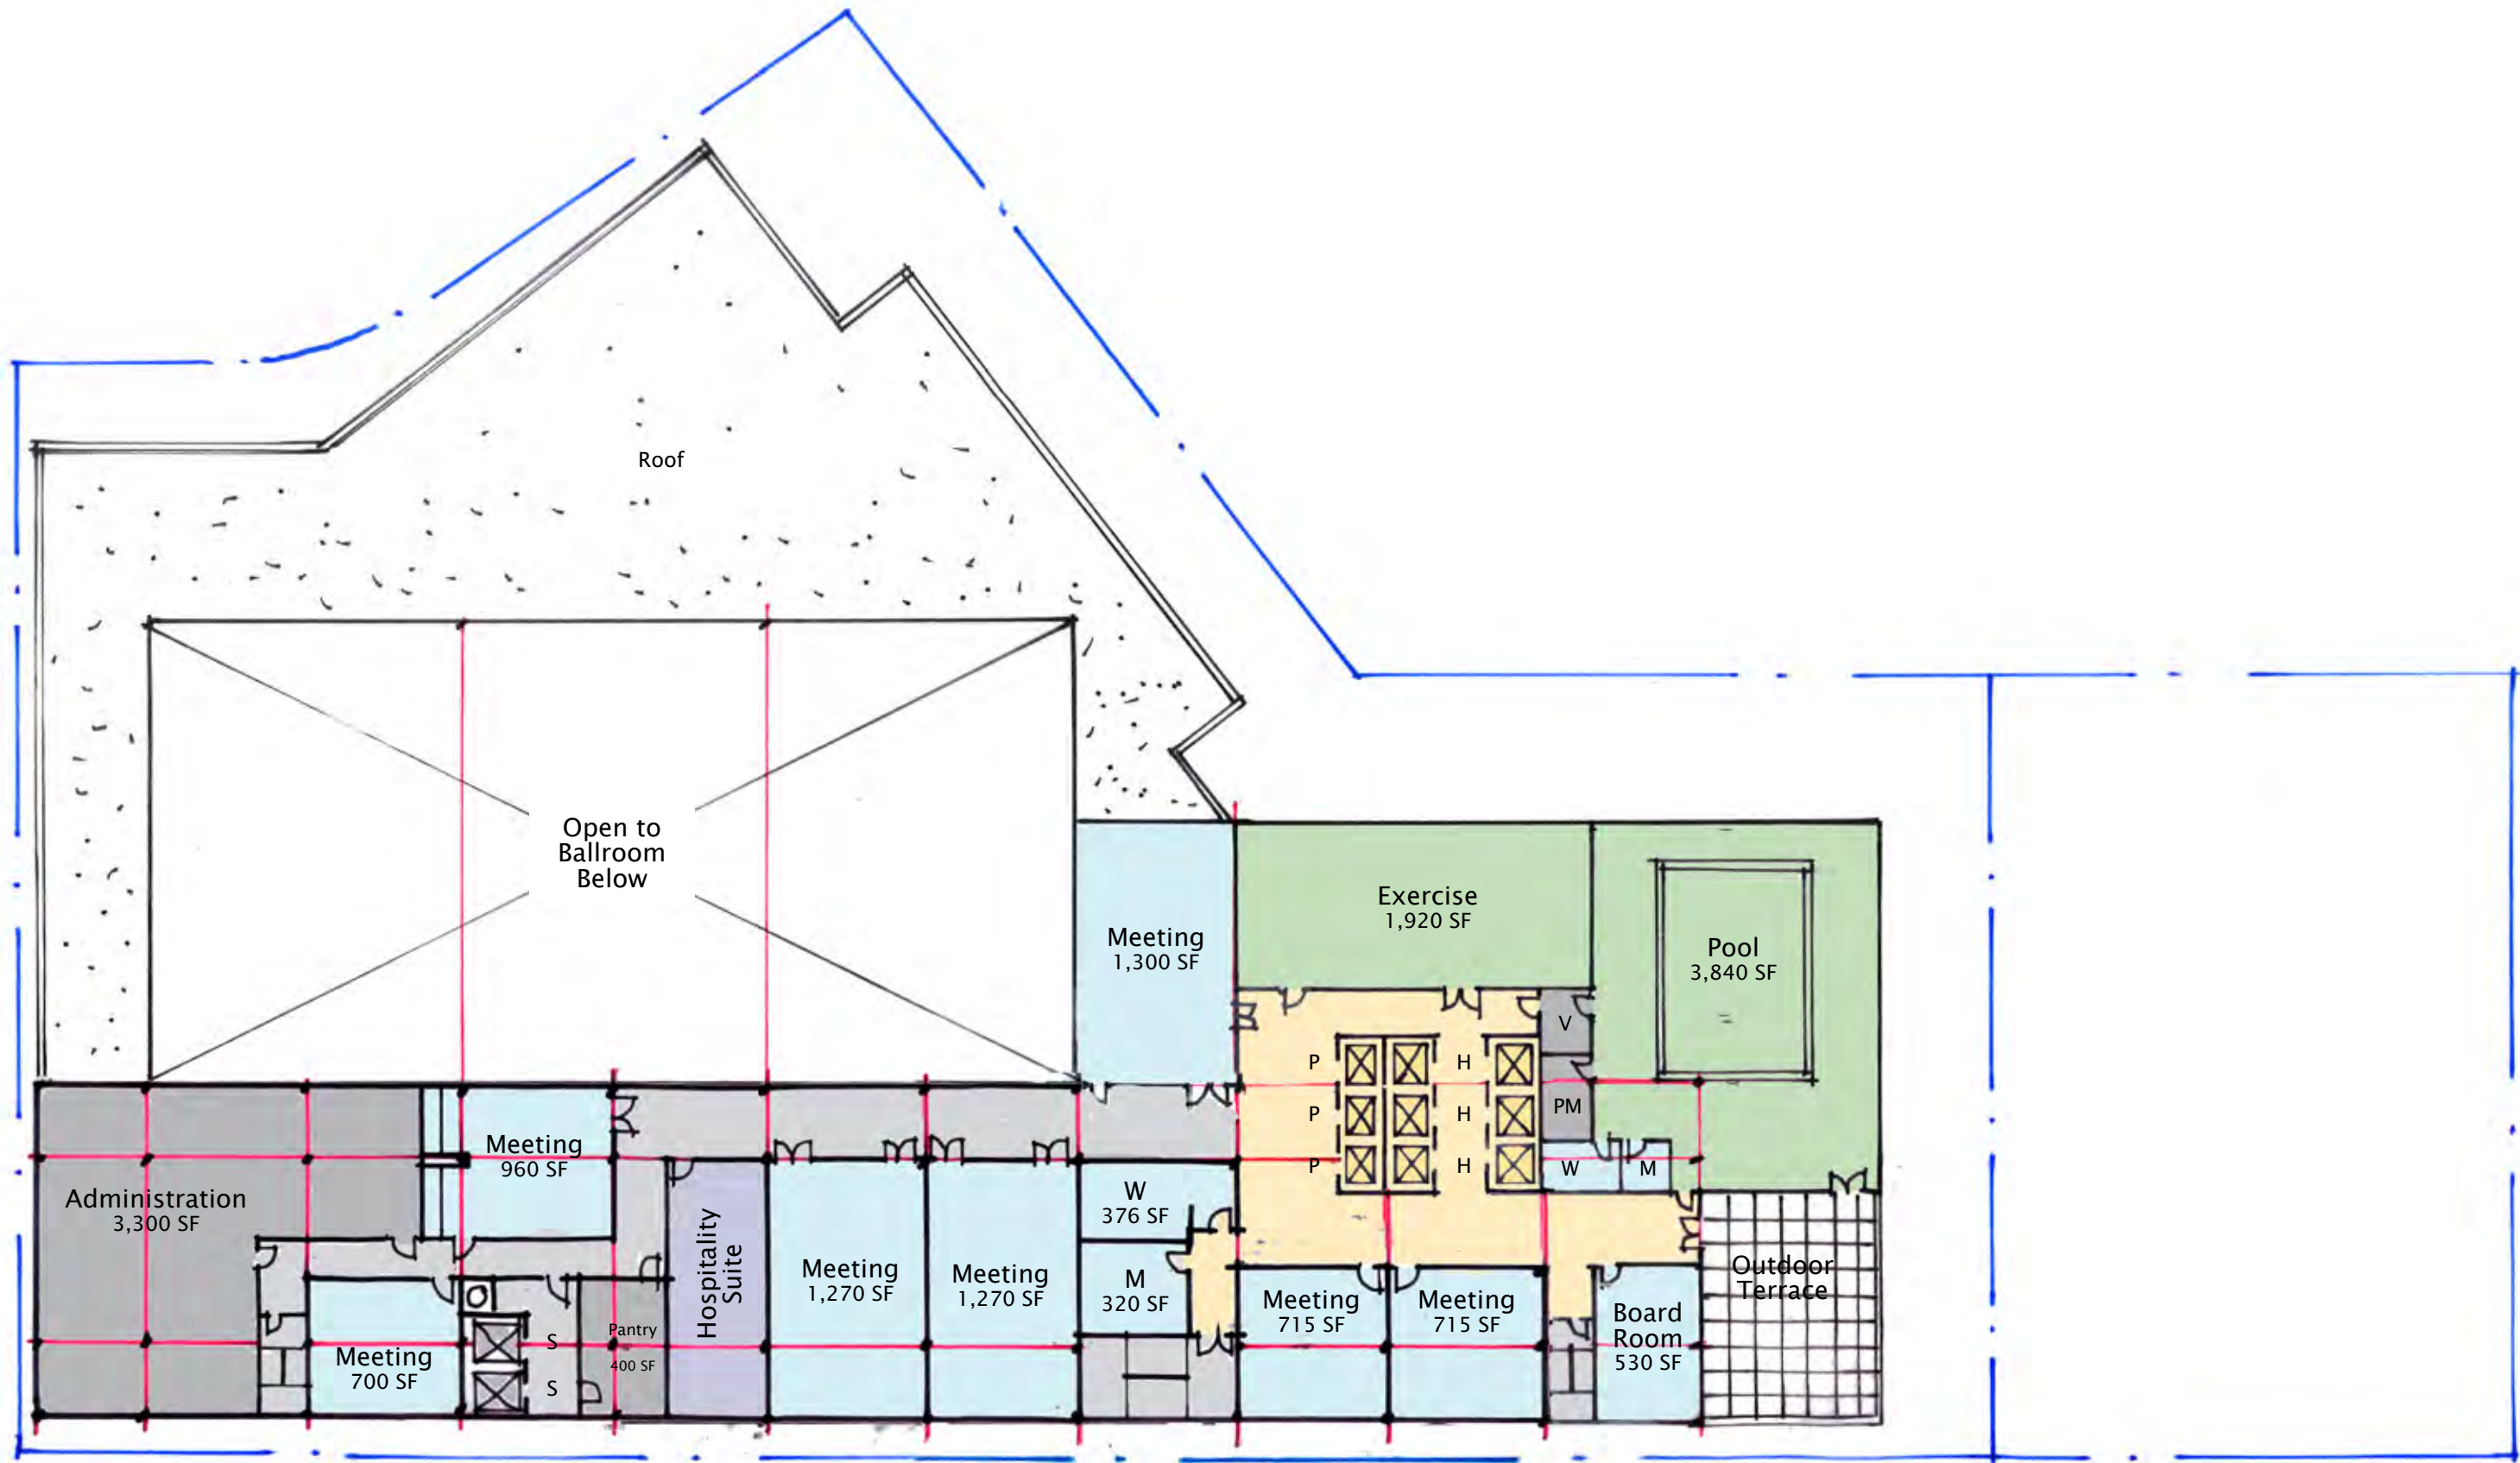 Roof
Open to
Ballroom
Below
Exercise
1,920 SF
Meeting
1,300 SF
Pool
3,840 SF
V
P
H
PM
P
H
Meeting
960 SF
P
H
W
M
Administration
3,300 SF
W
376 SF
Hospitality
Suite
Meeting
1,270 SF
Meeting
1,270 SF
M
320 SF
Outdoor
Terrace
Meeting
715 SF
Meeting
715 SF
Board
Room
530 SF
Pantry
400 SF
S
S
Meeting
700 SF